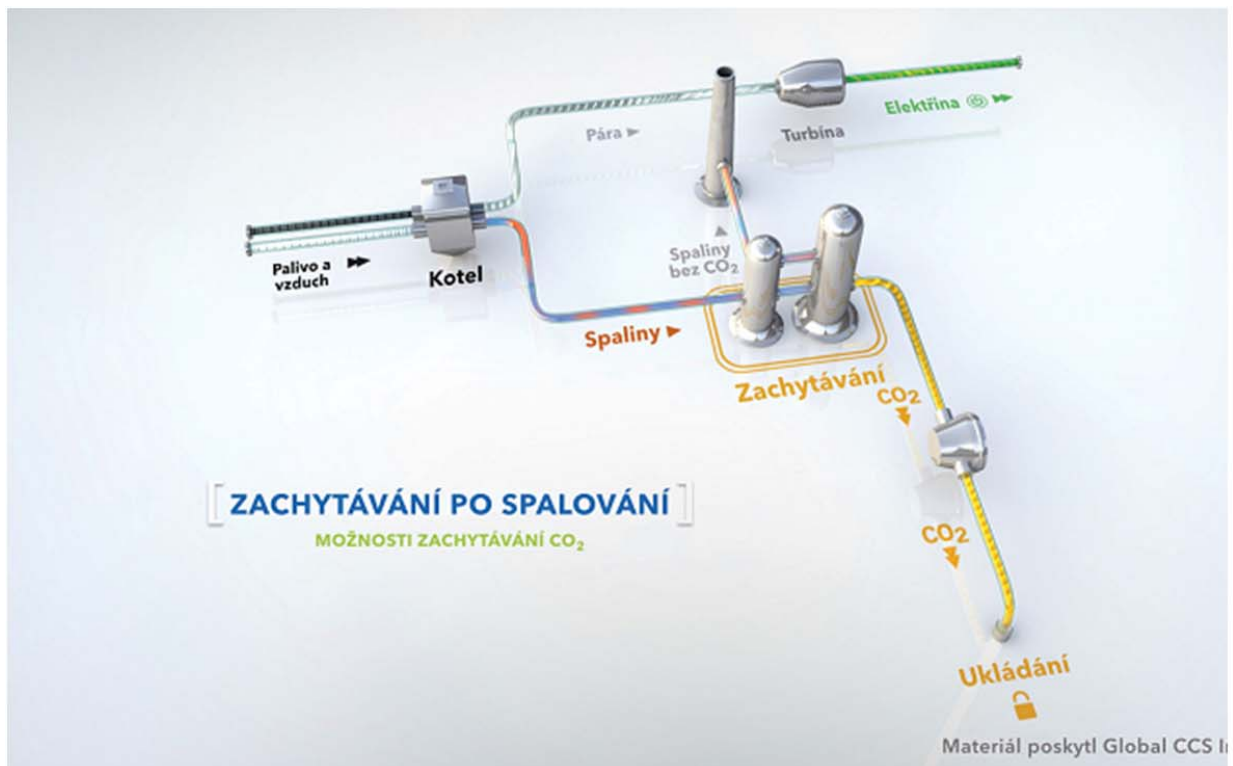 Elektřina
Pára
Turbína
Spaliny
bez CO₂
Palivo a
vzduch
Kotel
Spaliny
Zachytávání
CO₂
[ZACHYTÁVÁNÍ PO SPALOVÁNÍ]
MOŽNOSTI ZACHYTÁVÁNÍ CO₂
CO₂
Ukládání
Materiál poskytl Global CCS